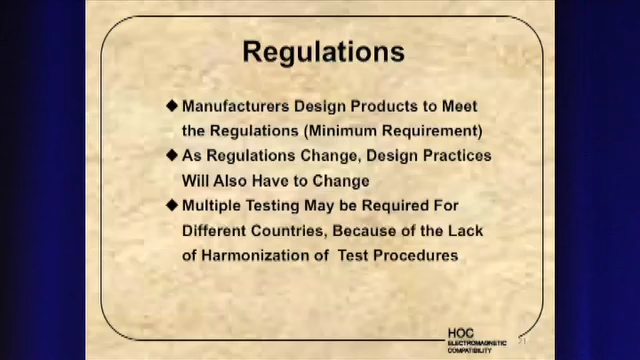 Regulations
◆ Manufacturers Design Products to Meet
the Regulations (Minimum Requirement)
◆ As Regulations Change, Design Practices
Will Also Have to Change
◆ Multiple Testing May be Required For
Different Countries, Because of the Lack
of Harmonization of Test Procedures
HOC
ELECTROMAGNETIC
COMPATIBILITY
21